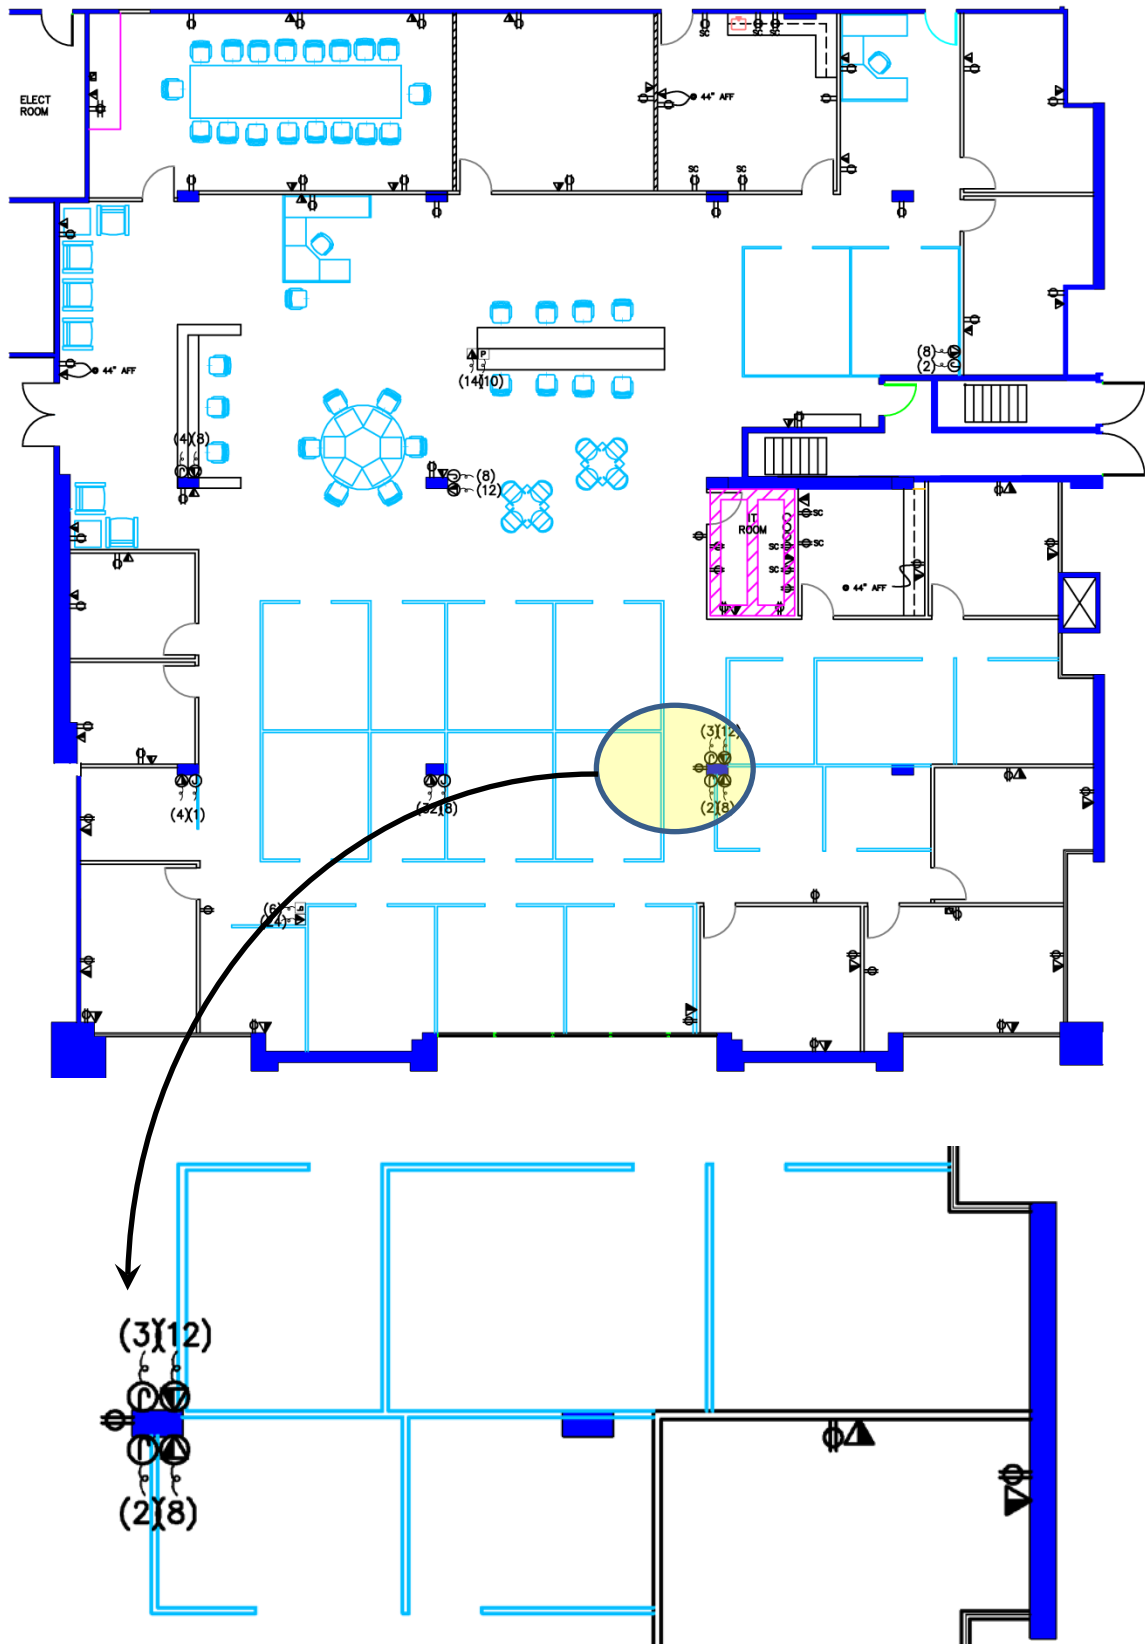 SC
SC
SC
ELECT
ROOM
@ 44" AFF
SC
SC
(8)
(2)
P
(14)(10)
@ 44" AFF
(4)(8)
(8)
(12)
IT
ROOM
SC
SC
SC
SC
@ 44" AFF
(3)(12)
(4)(1)
(32)(8)
(2)(8)
(6)
(24)
(3)(12)
(2)(8)